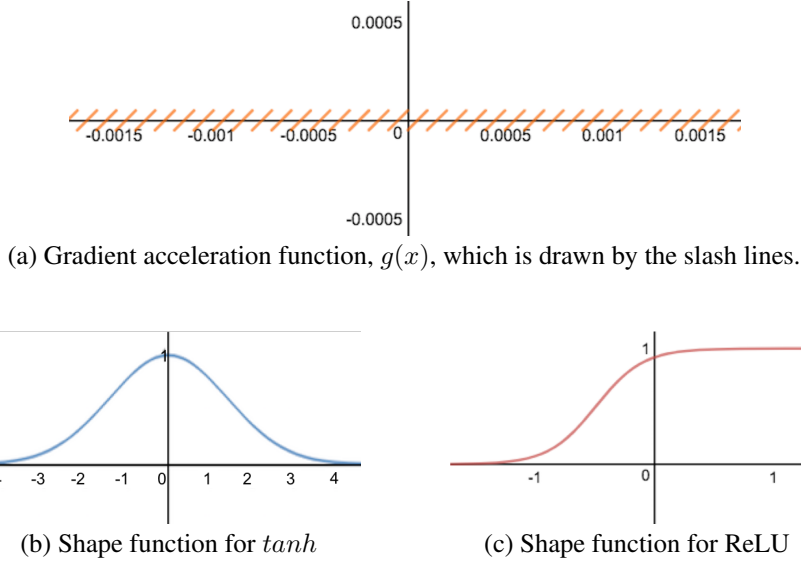 0.0005
-0.0015 -0.001 -0.0005 0 0.0005 0.001 0.0015
-0.0005
(a) Gradient acceleration function, g(x), which is drawn by the slash lines.
1
-3 -2 -1 0 1 2 3 4
(b) Shape function for tanh
1
-1 0 1
(c) Shape function for ReLU